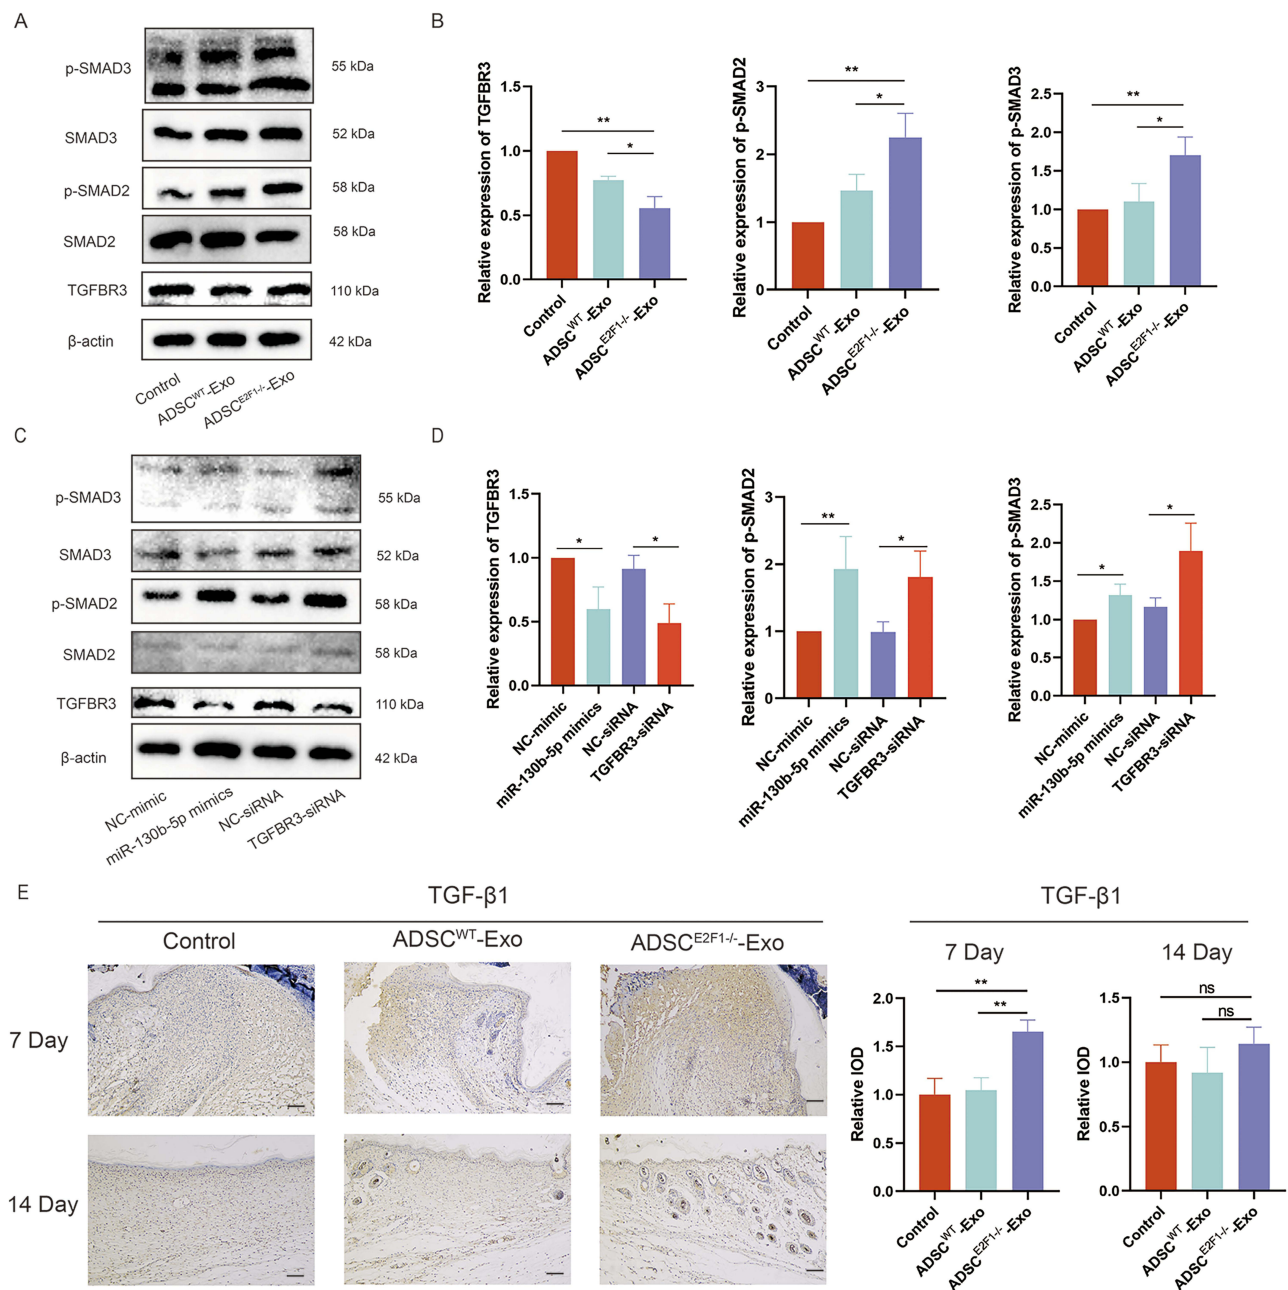 A
p-SMAD3
55 kDa
SMAD3
52 kDa
p-SMAD2
58 kDa
SMAD2
58 kDa
TGFBR3
110 kDa
β-actin
42 kDa
Control
ADSCWT-Exo
ADSCE2F1-/--Exo
B
Relative expression of TGFBR3
1.5
1.0
0.5
0.0
**
*
Control
ADSCWT-Exo
ADSCE2F1-/--Exo
Relative expression of p-SMAD2
3
2
1
0
**
*
Control
ADSCWT-Exo
ADSCE2F1-/--Exo
Relative expression of p-SMAD3
2.5
2.0
1.5
1.0
0.5
0.0
**
*
Control
ADSCWT-Exo
ADSCE2F1-/--Exo
C
p-SMAD3
55 kDa
SMAD3
52 kDa
p-SMAD2
58 kDa
SMAD2
58 kDa
TGFBR3
110 kDa
β-actin
42 kDa
NC-mimic
miR-130b-5p mimics
NC-siRNA
TGFBR3-siRNA
D
Relative expression of TGFBR3
1.5
1.0
0.5
0.0
*
*
NC-mimic
miR-130b-5p mimics
NC-siRNA
TGFBR3-siRNA
Relative expression of p-SMAD2
3
2
1
0
**
*
NC-mimic
miR-130b-5p mimics
NC-siRNA
TGFBR3-siRNA
Relative expression of p-SMAD3
2.5
2.0
1.5
1.0
0.5
0.0
*
*
NC-mimic
miR-130b-5p mimics
NC-siRNA
TGFBR3-siRNA
E
TGF-β1
Control
ADSCWT-Exo
ADSCE2F1-/--Exo
7 Day
14 Day
TGF-β1
7 Day
Relative IOD
2.0
1.5
1.0
0.5
0.0
**
**
Control
ADSCWT-Exo
ADSCE2F1-/--Exo
14 Day
Relative IOD
1.5
1.0
0.5
0.0
ns
ns
Control
ADSCWT-Exo
ADSCE2F1-/--Exo